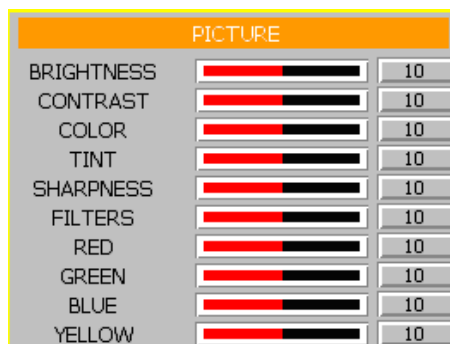 PICTURE
BRIGHTNESS 10
CONTRAST 10
COLOR 10
TINT 10
SHARPNESS 10
FILTERS 10
RED 10
GREEN 10
BLUE 10
YELLOW 10